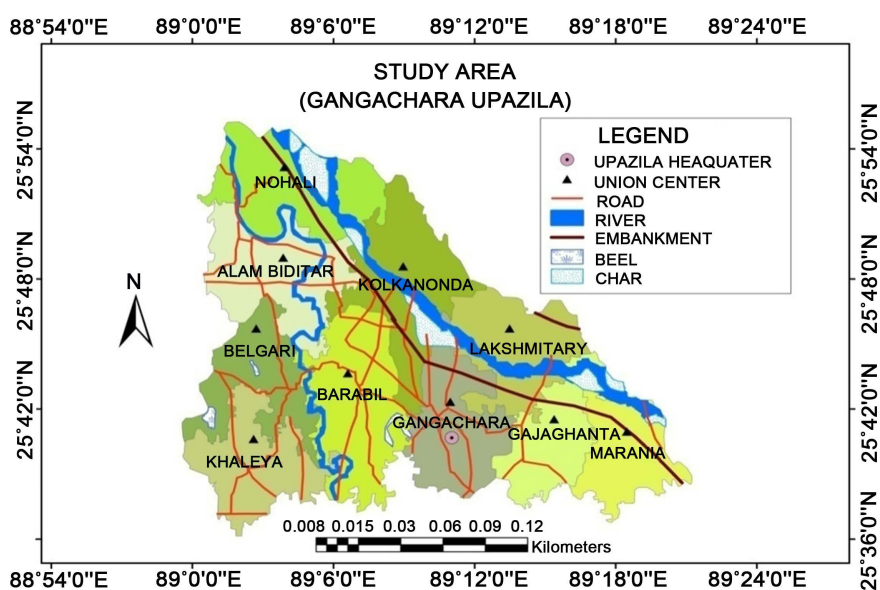 88°54'0"E 89°0'0"E 89°6'0"E 89°12'0"E 89°18'0"E 89°24'0"E
STUDY AREA
(GANGACHARA UPAZILA)
25°54'0"N
25°48'0"N
25°42'0"N
25°36'0"N
25°54'0"N
25°48'0"N
25°42'0"N
25°36'0"N
LEGEND
UPAZILA HEAQUATER
UNION CENTER
ROAD
RIVER
EMBANKMENT
BEEL
CHAR
N
NOHALI
ALAM BIDITAR
KOLKANONDA
BELGARI
LAKSHMITARY
BARABIL
GANGACHARA
GAJAGHANTA
MARANIA
KHALEYA
0.008 0.015 0.03 0.06 0.09 0.12
Kilometers
88°54'0"E 89°0'0"E 89°6'0"E 89°12'0"E 89°18'0"E 89°24'0"E